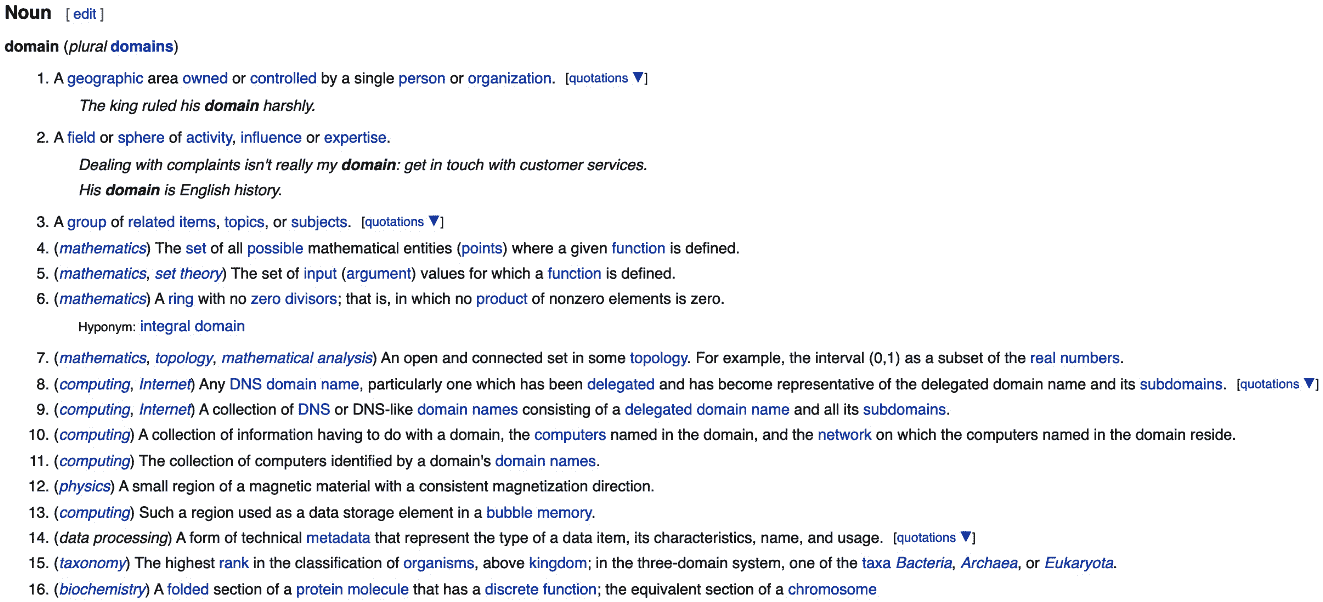 Noun [ edit ]
domain (plural domains)
1. A geographic area owned or controlled by a single person or organization. [quotations ▼]
The king ruled his domain harshly.
2. A field or sphere of activity, influence or expertise.
Dealing with complaints isn't really my domain: get in touch with customer services.
His domain is English history.
3. A group of related items, topics, or subjects. [quotations ▼]
4. (mathematics) The set of all possible mathematical entities (points) where a given function is defined.
5. (mathematics, set theory) The set of input (argument) values for which a function is defined.
6. (mathematics) A ring with no zero divisors; that is, in which no product of nonzero elements is zero.
Hyponym: integral domain
7. (mathematics, topology, mathematical analysis) An open and connected set in some topology. For example, the interval (0,1) as a subset of the real numbers.
8. (computing, Internet) Any DNS domain name, particularly one which has been delegated and has become representative of the delegated domain name and its subdomains. [quotations ▼]
9. (computing, Internet) A collection of DNS or DNS-like domain names consisting of a delegated domain name and all its subdomains.
10. (computing) A collection of information having to do with a domain, the computers named in the domain, and the network on which the computers named in the domain reside.
11. (computing) The collection of computers identified by a domain's domain names.
12. (physics) A small region of a magnetic material with a consistent magnetization direction.
13. (computing) Such a region used as a data storage element in a bubble memory.
14. (data processing) A form of technical metadata that represent the type of a data item, its characteristics, name, and usage. [quotations ▼]
15. (taxonomy) The highest rank in the classification of organisms, above kingdom; in the three-domain system, one of the taxa Bacteria, Archaea, or Eukaryota.
16. (biochemistry) A folded section of a protein molecule that has a discrete function; the equivalent section of a chromosome